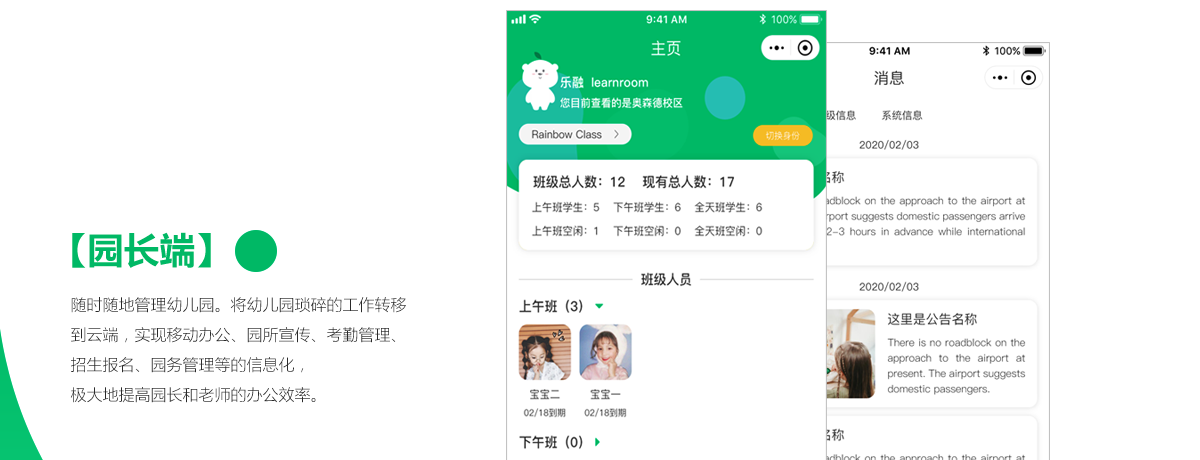 【园长端】
随时随地管理幼儿园。将幼儿园琐碎的工作转移
到云端，实现移动办公、园所宣传、考勤管理、
招生报名、园务管理等的信息化，
极大地提高园长和老师的办公效率。
9:41 AM
100%
主页
乐融 learnroom
您目前查看的是奥森德校区
Rainbow Class
切换身份
班级总人数：12 现有总人数：17
上午班学生：5 下午班学生：6 全天班学生：6
上午班空闲：1 下午班空闲：0 全天班空闲：0
班级人员
上午班（3）
宝宝二 宝宝一
02/18到期 02/18到期
下午班（0）
9:41 AM
100%
消息
级信息 系统信息
2020/02/03
名称
adblock on the approach to the airport at
rport suggests domestic passengers arrive
2-3 hours in advance while international
2020/02/03
这里是公告名称
There is no roadblock on the
approach to the airport at
present. The airport suggests
domestic passengers.
名称
adblock on the approach to the airport at